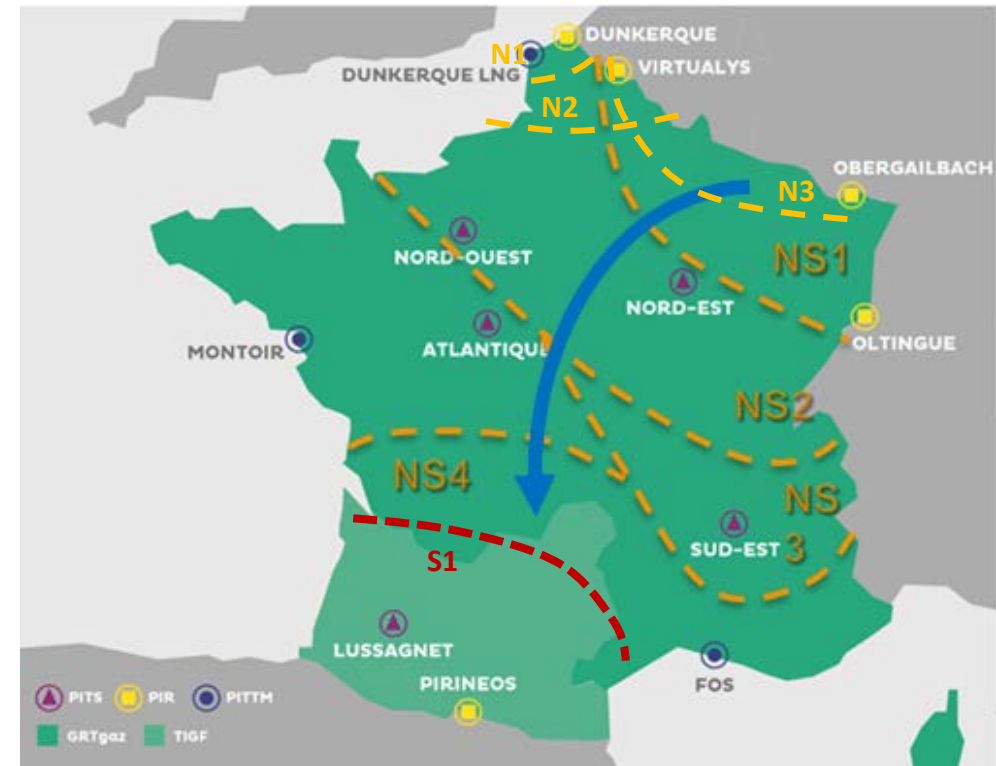 N1
DUNKERQUE
DUNKERQUE LNG
VIRTUALYS
N2
OBERGAILBACH
N3
NORD-OUEST
NS1
NORD-EST
MONTOIR
ATLANTIQUE
OLTINGUE
NS2
NS4
NS
3
SUD-EST
S1
LUSSAGNET
PIRINEOS
FOS
PITS PIR PITTM
GRTgaz TIGF